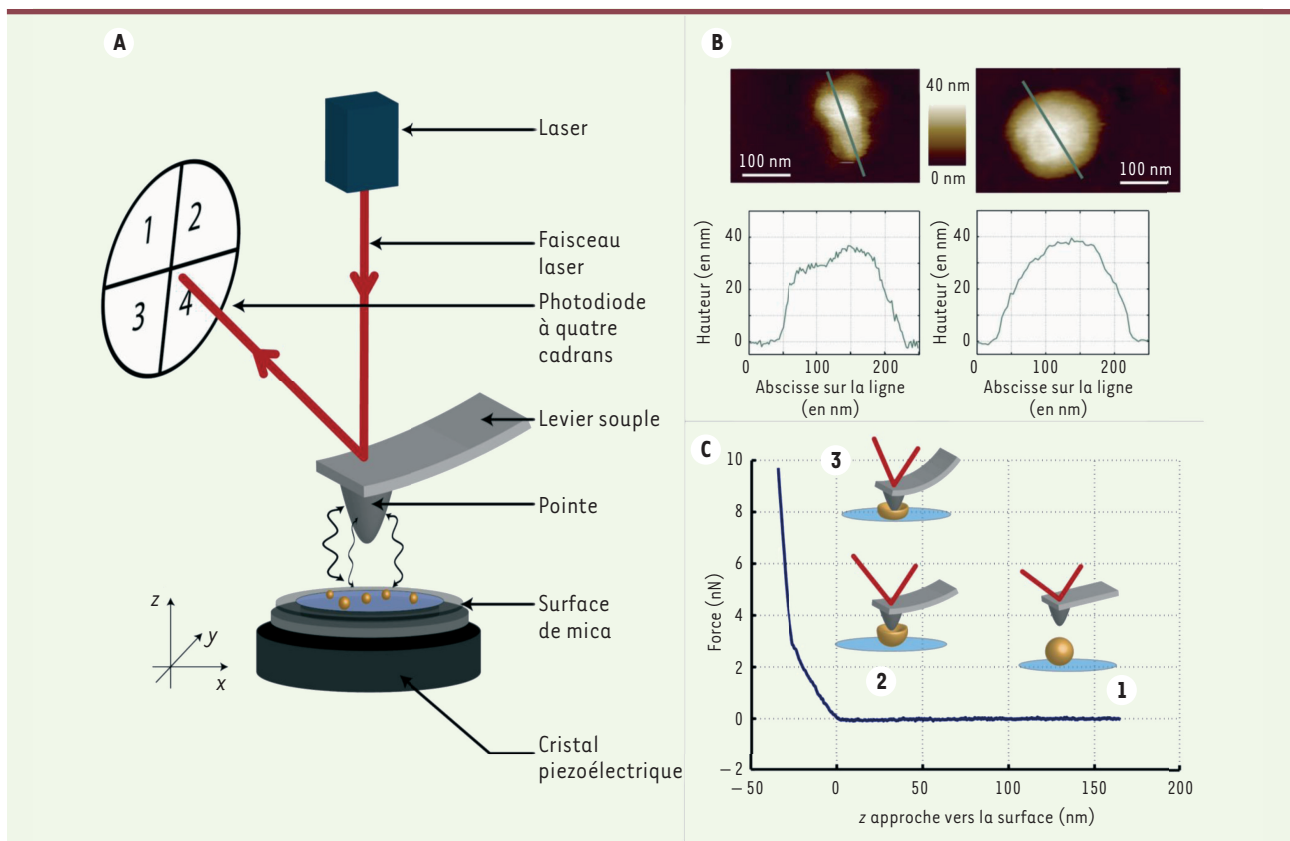 A
Laser
Faisceau
laser
1
2
3
4
Photodiode
à quatre
cadrans
Levier souple
Pointe
Surface
de mica
z
y
x
Cristal
piezoélectrique
B
40 nm
0 nm
100 nm
100 nm
Hauteur (en nm)
40
20
0
0
100
200
Abscisse sur la ligne
(en nm)
Hauteur (en nm)
40
20
0
0
100
200
Abscisse sur la ligne
(en nm)
C
Force (nN)
10
8
6
4
2
0
−2
3
2
1
−50
0
50
100
150
200
z approche vers la surface (nm)